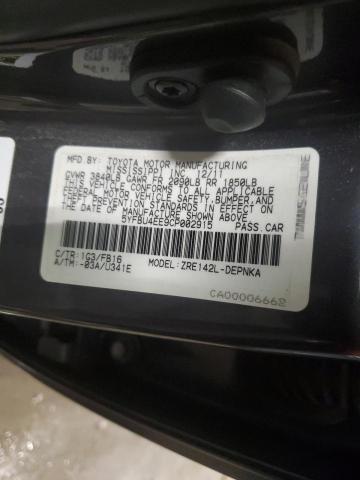 MFD.BY: TOYOTA MOTOR MANUFACTURING
MISSISSIPPI INC 12/11
GVWR 3840LB GAWR FR 2090LB RR 1850LB
THIS VEHICLE CONFORMS TO ALL APPLICABLE
FEDERAL MOTOR VEHICLE SAFETY,BUMPER,AND
THEFT PREVENTION STANDARDS IN EFFECT ON
THE DATE OF MANUFACTURE SHOWN ABOVE.
5YFBU4EE9CP002915 PASS.CAR
C/TR:1G3/FB16
A/TM:-03A/U341E
MODEL:ZRE142L-DEPNKA
CA00006662